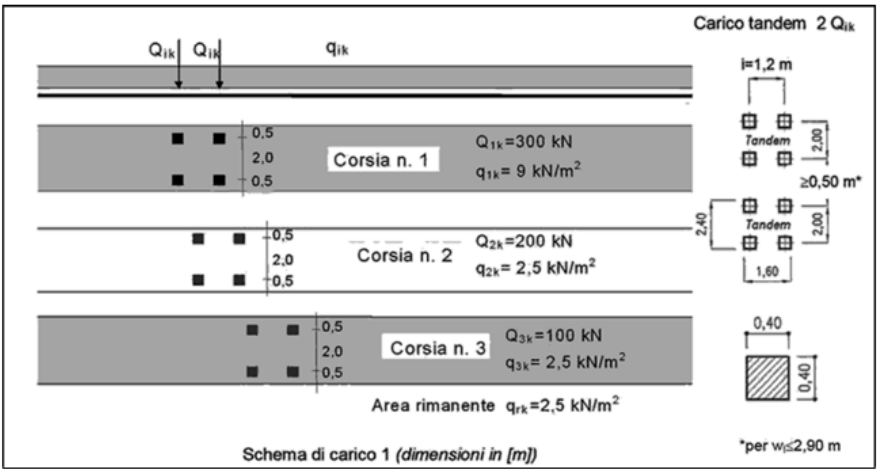 Carico tandem 2 Qik
Qik Qik qik
i=1,2 m
0,5
2,0
0,5
Corsia n. 1
Q1k=300 kN
q1k= 9 kN/m²
Tandem
2,00
≥0,50 m*
0,5
2,0
0,5
Corsia n. 2
Q2k=200 kN
q2k= 2,5 kN/m²
2,40
Tandem
2,00
1,60
0,5
2,0
0,5
Corsia n. 3
Q3k=100 kN
q3k= 2,5 kN/m²
0,40
0,40
Area rimanente qrk=2,5 kN/m²
*per wl≤2,90 m
Schema di carico 1 (dimensioni in [m])